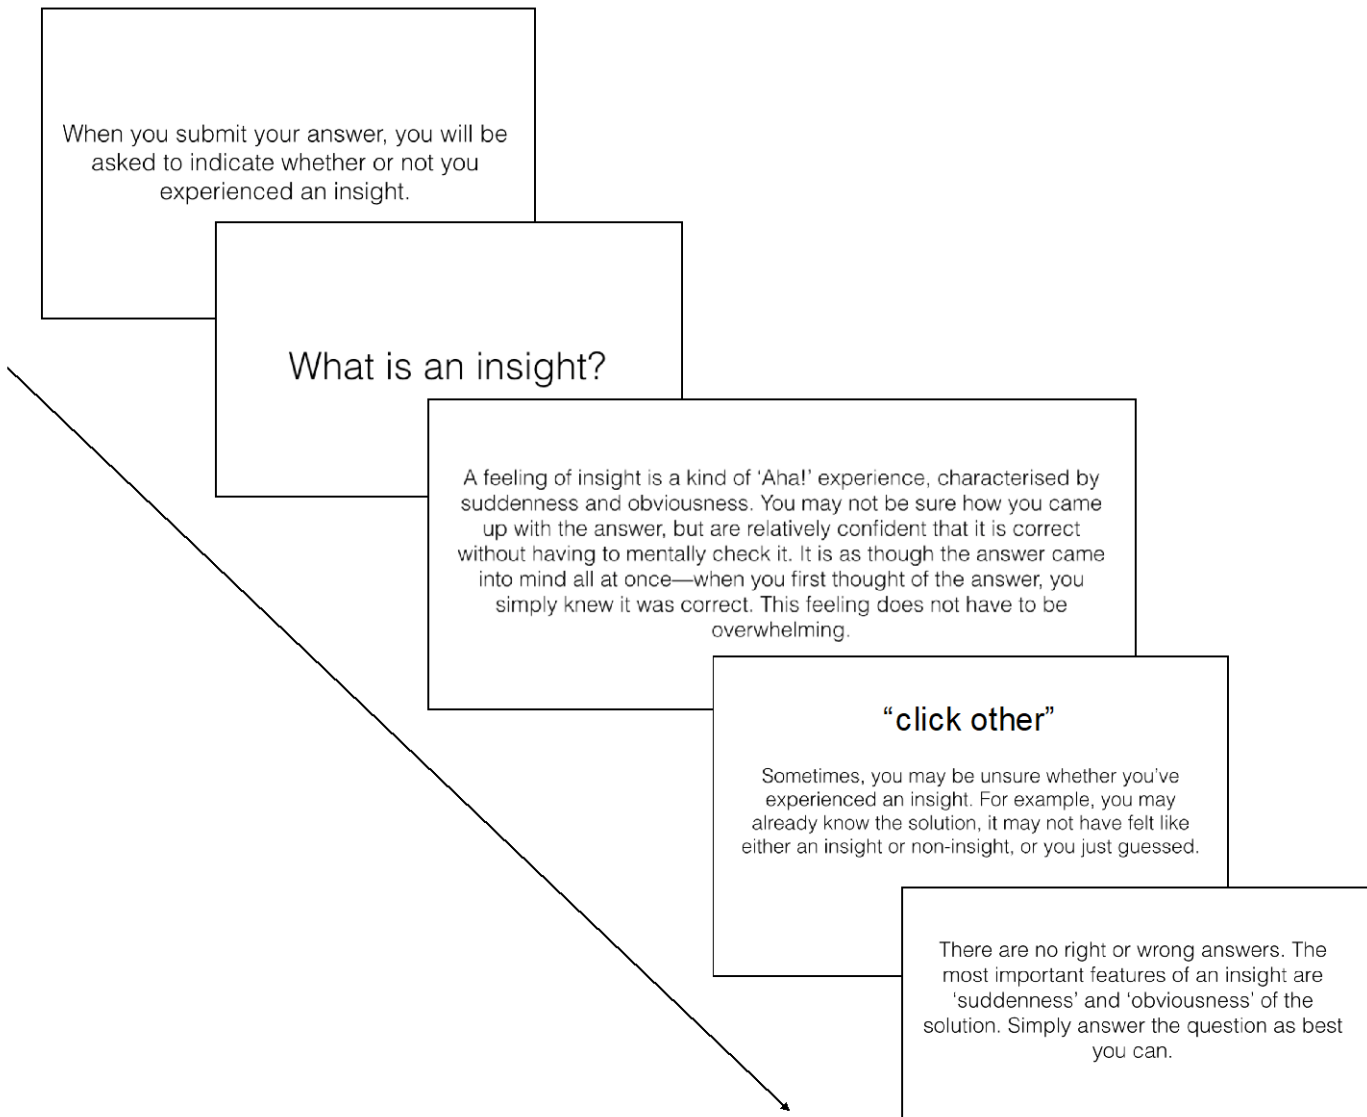 When you submit your answer, you will be
asked to indicate whether or not you
experienced an insight.
What is an insight?
A feeling of insight is a kind of ‘Aha!’ experience, characterised by
suddenness and obviousness. You may not be sure how you came
up with the answer, but are relatively confident that it is correct
without having to mentally check it. It is as though the answer came
into mind all at once—when you first thought of the answer, you
simply knew it was correct. This feeling does not have to be
overwhelming.
“click other”
Sometimes, you may be unsure whether you’ve
experienced an insight. For example, you may
already know the solution, it may not have felt like
either an insight or non-insight, or you just guessed.
There are no right or wrong answers. The
most important features of an insight are
‘suddenness’ and ‘obviousness’ of the
solution. Simply answer the question as best
you can.